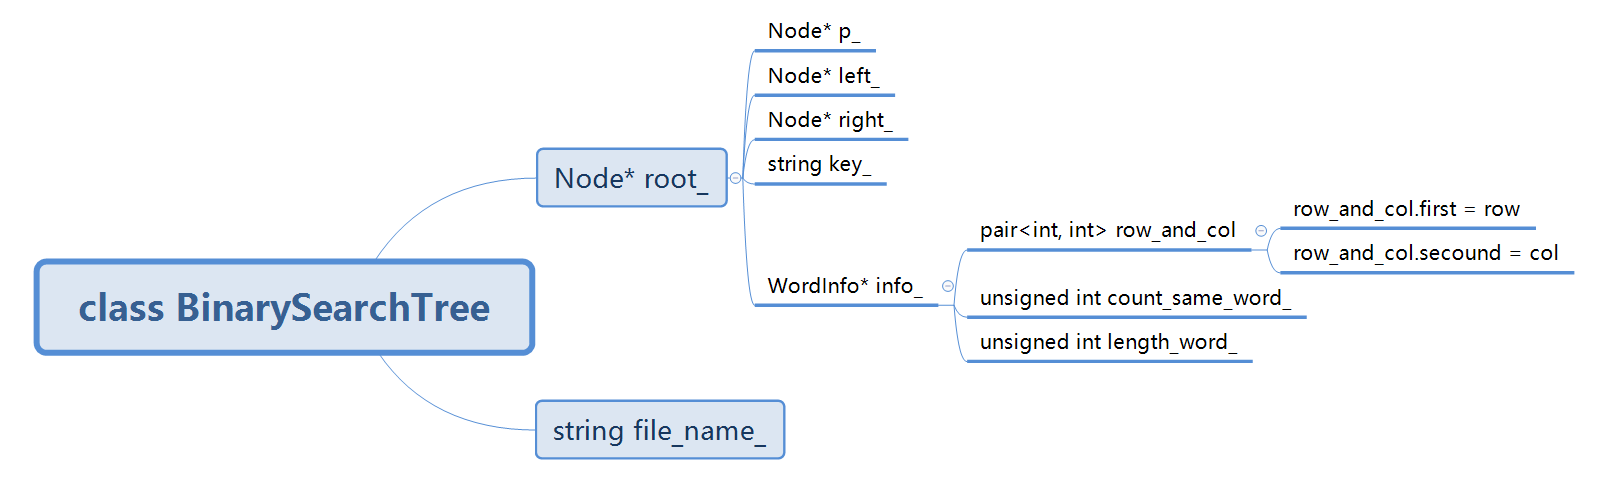 class BinarySearchTree
Node* root_
Node* p_
Node* left_
Node* right_
string key_
WordInfo* info_
pair<int, int> row_and_col
row_and_col.first = row
row_and_col.secound = col
unsigned int count_same_word_
unsigned int length_word_
string file_name_